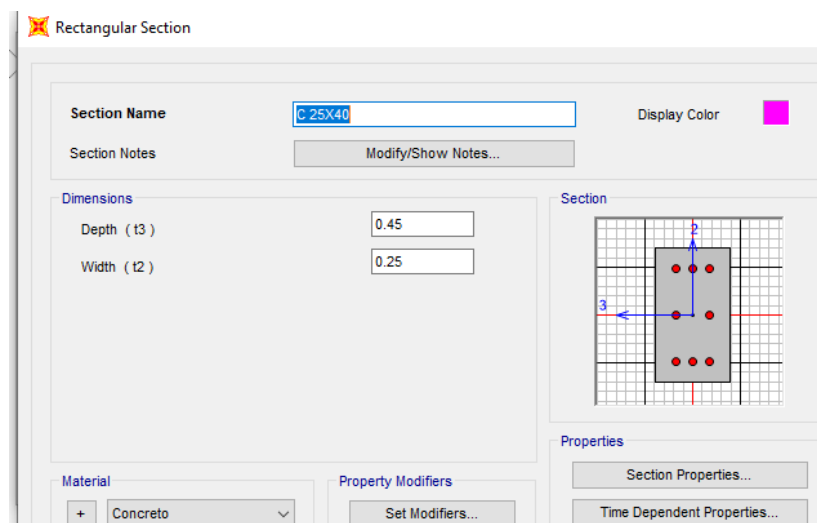 Rectangular Section
Section Name
C 25X40
Display Color
Section Notes
Modify/Show Notes...
Dimensions
Depth ( t3 )
0.45
Width ( t2 )
0.25
Section
2
3
Properties
Section Properties...
Time Dependent Properties...
Material
+
Concreto
Property Modifiers
Set Modifiers...